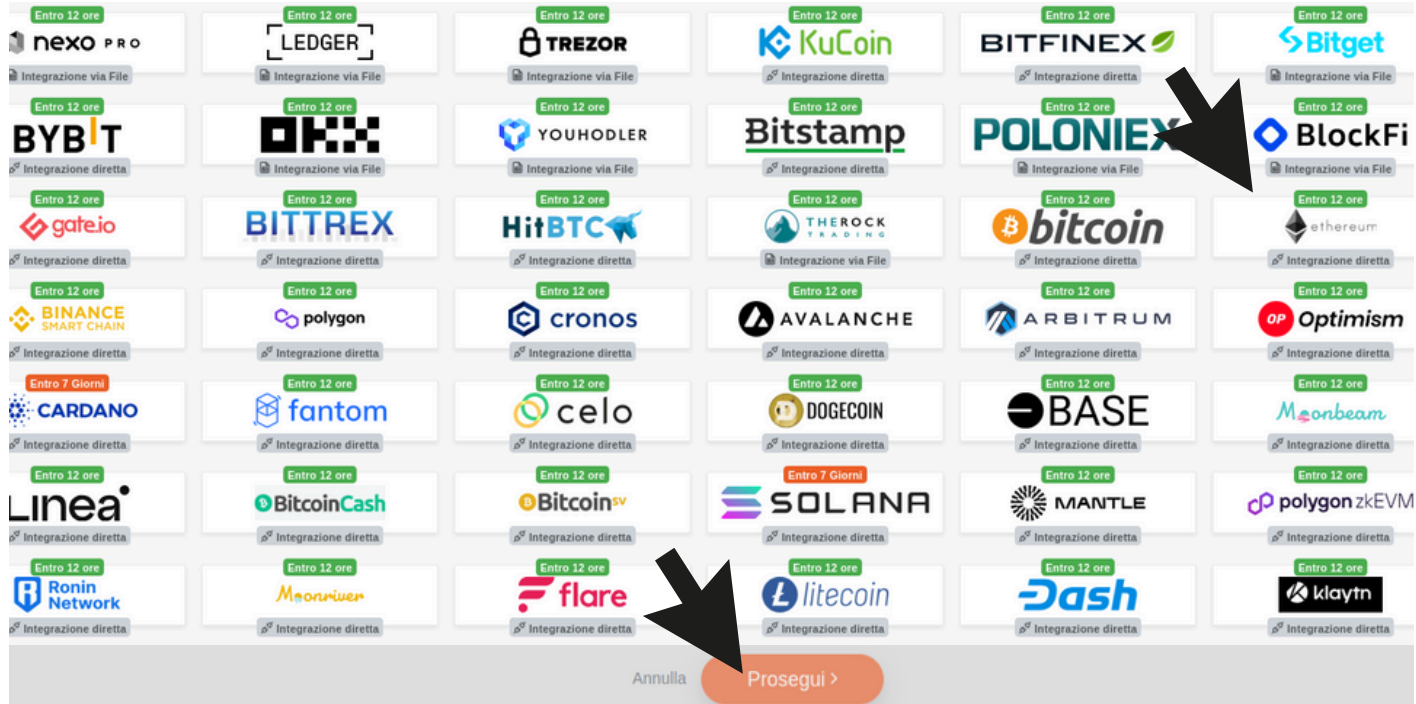 Entro 12 ore Entro 12 ore Entro 12 ore Entro 12 ore Entro 12 ore Entro 12 ore
nexo PRO LEDGER TREZOR KuCoin BITFINEX Bitget
Integrazione via File Integrazione via File Integrazione via File Integrazione diretta Integrazione diretta Integrazione via File
Entro 12 ore Entro 12 ore Entro 12 ore Entro 12 ore Entro 12 ore
BYBIT OKX YOUHODLER Bitstamp POLONIEX BlockFi
Integrazione diretta Integrazione via File Integrazione via File Integrazione diretta Integrazione via File Integrazione via File
Entro 12 ore Entro 12 ore Entro 12 ore Entro 12 ore Entro 12 ore Entro 12 ore
gate.io BITTREX HitBTC THEROCK TRADING bitcoin ethereum
Integrazione diretta Integrazione diretta Integrazione diretta Integrazione via File Integrazione diretta Integrazione diretta
Entro 12 ore Entro 12 ore Entro 12 ore Entro 12 ore Entro 12 ore Entro 12 ore
BINANCE SMART CHAIN polygon cronos AVALANCHE ARBITRUM OP Optimism
Integrazione diretta Integrazione diretta Integrazione diretta Integrazione diretta Integrazione diretta Integrazione diretta
Entro 7 Giorni Entro 12 ore Entro 12 ore Entro 12 ore Entro 12 ore Entro 12 ore
CARDANO fantom celo DOGECOIN BASE Moonbeam
Integrazione diretta Integrazione diretta Integrazione diretta Integrazione diretta Integrazione diretta Integrazione diretta
Entro 12 ore Entro 12 ore Entro 12 ore Entro 7 Giorni Entro 12 ore Entro 12 ore
Linea BitcoinCash BitcoinSV SOLANA MANTLE polygon zkEVM
Integrazione diretta Integrazione diretta Integrazione diretta Integrazione diretta Integrazione diretta Integrazione diretta
Entro 12 ore Entro 12 ore Entro 12 ore Entro 12 ore Entro 12 ore Entro 12 ore
Ronin Network Moonriver flare litecoin Dash klaytn
Integrazione diretta Integrazione diretta Integrazione diretta Integrazione diretta Integrazione diretta Integrazione diretta
Annulla Prosegui >